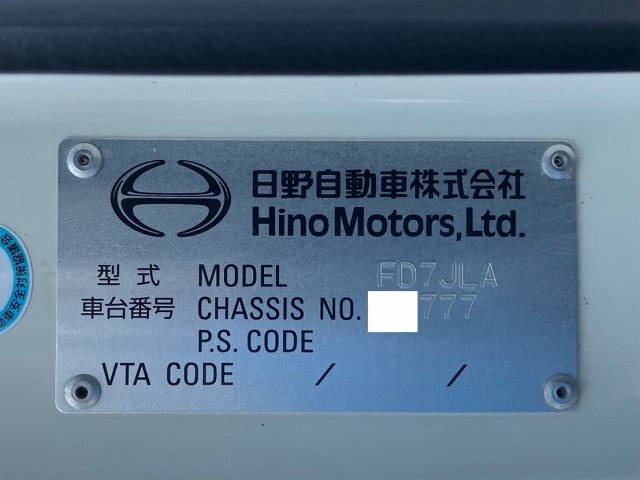 日野自動車株式会社
Hino Motors, Ltd.
型式 MODEL FD7JLA
車台番号 CHASSIS NO. 777
P.S. CODE
VTA CODE / /